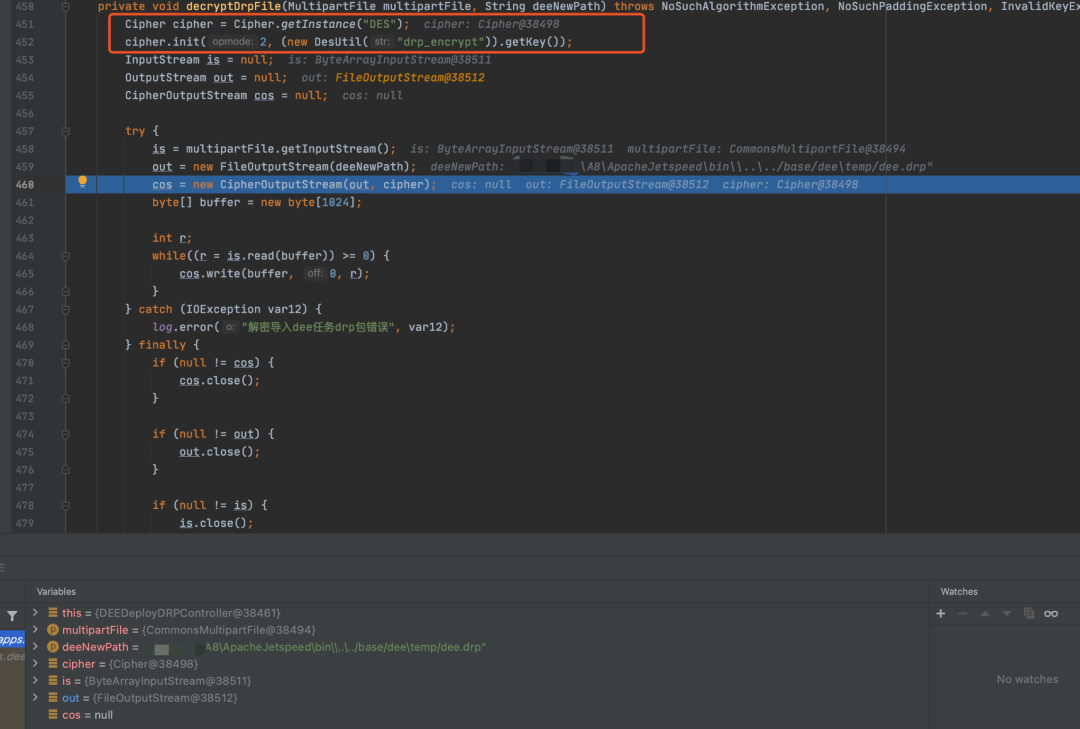 450 private void decryptDrpFile(MultipartFile multipartFile, String deeNewPath) throws NoSuchAlgorithmException, NoSuchPaddingException, InvalidKeyEx
451 Cipher cipher = Cipher.getInstance("DES"); cipher: Cipher@38498
452 cipher.init( opmode: 2, (new DesUtil( str: "drp_encrypt")).getKey());
453 InputStream is = null; is: ByteArrayInputStream@38511
454 OutputStream out = null; out: FileOutputStream@38512
455 CipherOutputStream cos = null; cos: null
456
457 try {
458 is = multipartFile.getInputStream(); is: ByteArrayInputStream@38511 multipartFile: CommonsMultipartFile@38494
459 out = new FileOutputStream(deeNewPath); deeNewPath: \A8\ApacheJetspeed\bin\\..\../base/dee\temp/dee.drp"
460 cos = new CipherOutputStream(out, cipher); cos: null out: FileOutputStream@38512 cipher: Cipher@38498
461 byte[] buffer = new byte[1024];
462
463 int r;
464 while((r = is.read(buffer)) >= 0) {
465 cos.write(buffer, off: 0, r);
466 }
467 } catch (IOException var12) {
468 log.error( o: "解密导入dee任务drp包错误", var12);
469 } finally {
470 if (null != cos) {
471 cos.close();
472 }
473
474 if (null != out) {
475 out.close();
476 }
477
478 if (null != is) {
479 is.close();
Variables
Watches
this = {DEEDeployDRPController@38461}
multipartFile = {CommonsMultipartFile@38494}
apps.
deeNewPath = A8\ApacheJetspeed\bin\\..\../base/dee\temp/dee.drp"
s.dee
cipher = {Cipher@38498}
is = {ByteArrayInputStream@38511}
No watches
out = {FileOutputStream@38512}
cos = null